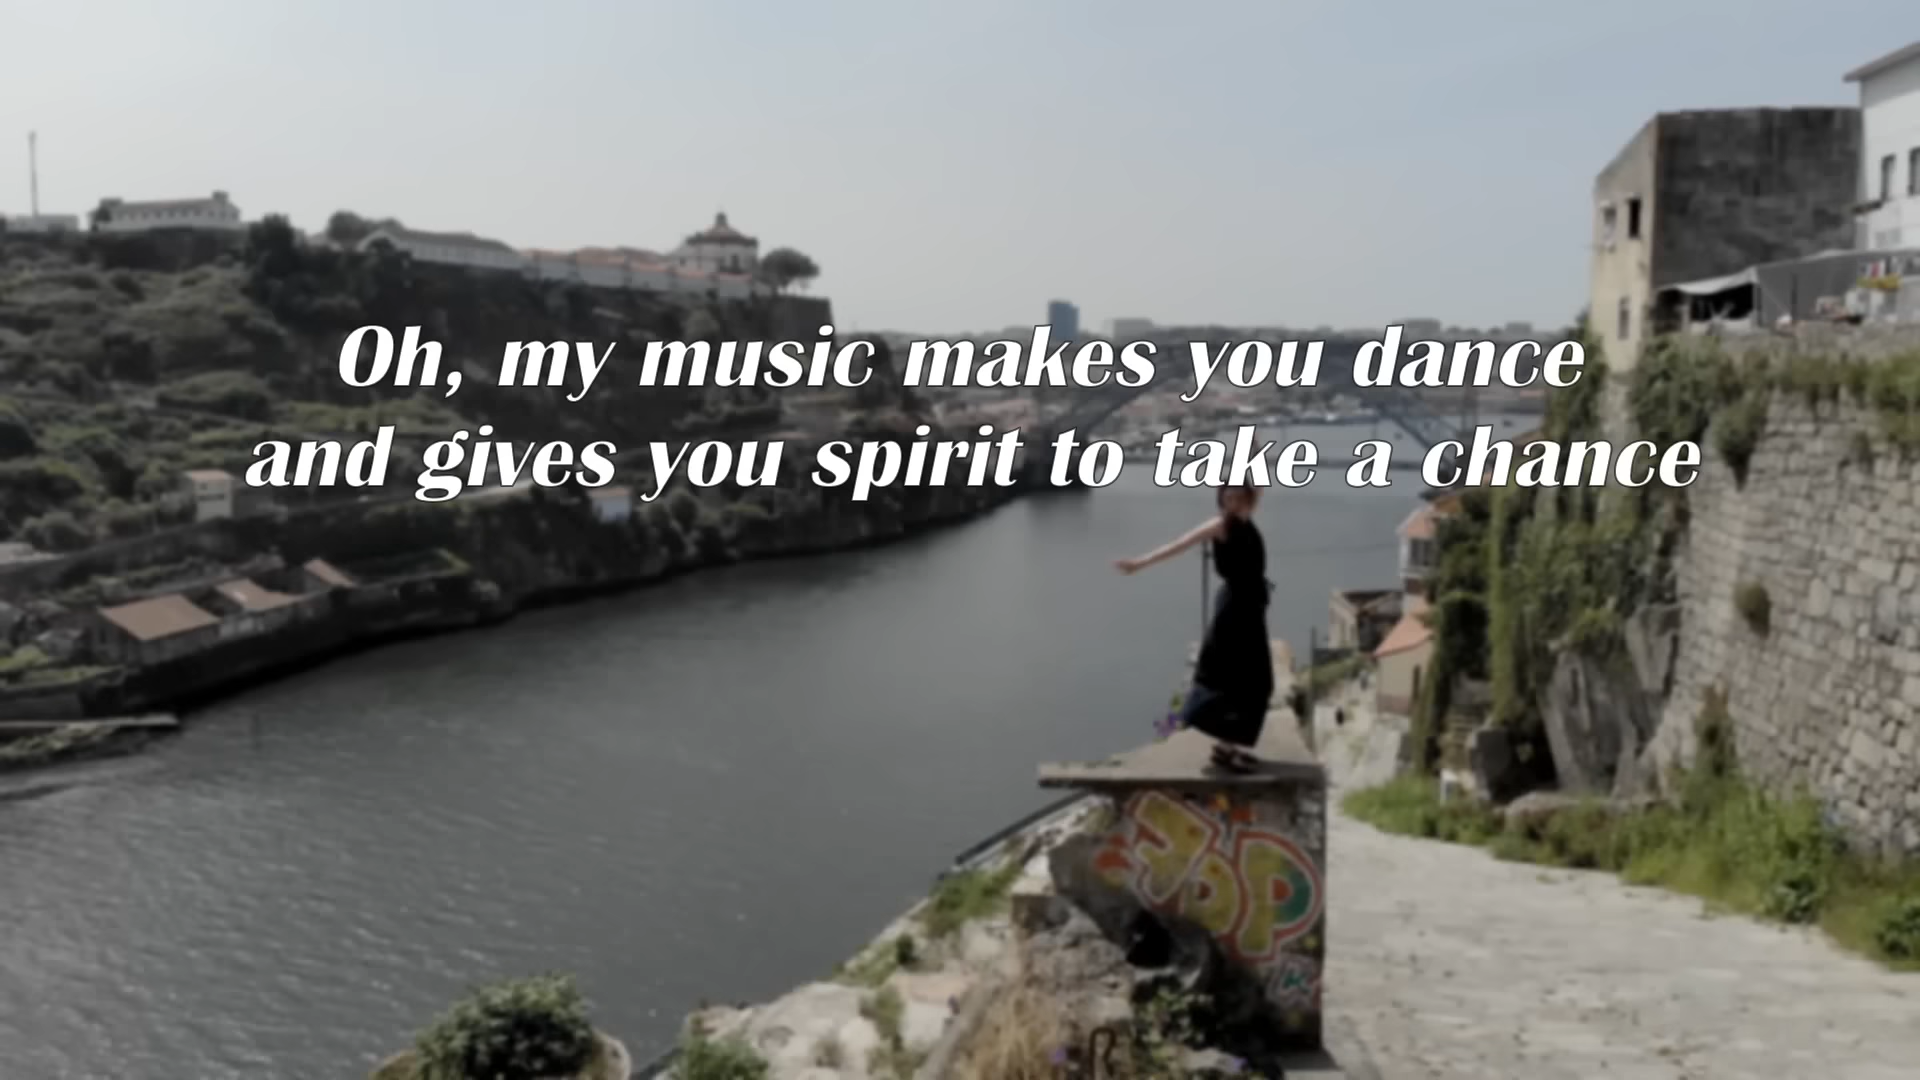 Oh, my music makes you dance
and gives you spirit to take a chance